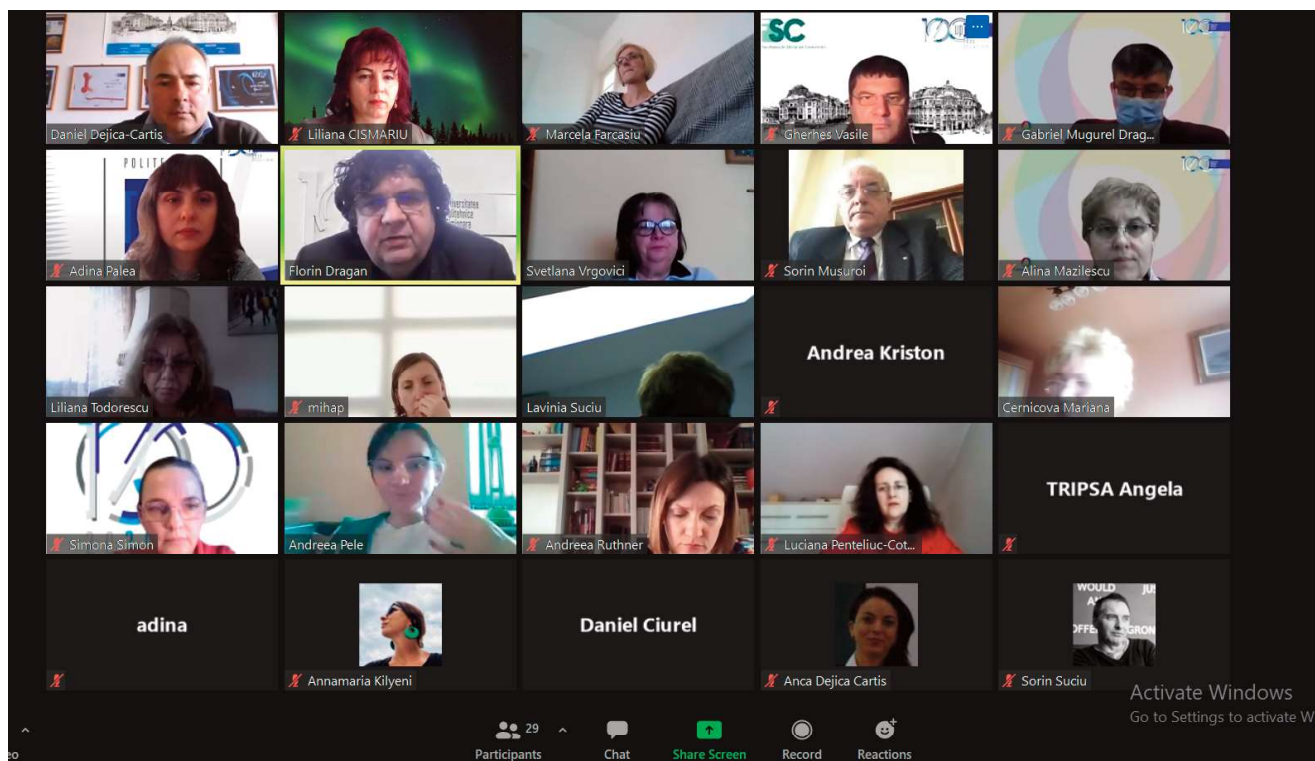 Daniel Dejica-Cartis
Liliana CISMARIU
Marcela Farcasiu
SC
Gherhes Vasile
Gabriel Mugurel Drag...
POLITE
Adina Palea
Florin Dragan
Svetlana Vrgovici
Sorin Musuroi
Alina Mazilescu
Liliana Todorescu
mihap
Lavinia Suciu
Andrea Kriston
Cernicova Mariana
Simona Simon
Andreea Pele
Andreea Ruthner
Luciana Penteliuc-Cot...
TRIPSA Angela
adina
Annamaria Kilyeni
Daniel Ciurel
Anca Dejica Cartis
WOULD JUS
Sorin Suciu
Activate Windows
Go to Settings to activate W
eo
29
Participants
Chat
Share Screen
Record
Reactions